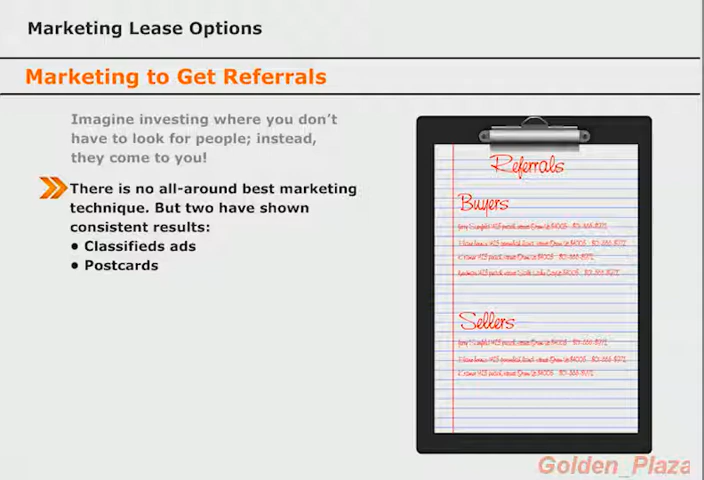 Marketing Lease Options
Marketing to Get Referrals
Imagine investing where you don't
have to look for people; instead,
they come to you!
There is no all-around best marketing
technique. But two have shown
consistent results:
• Classifieds ads
• Postcards
Referrals
Buyers
Sellers
Golden_Plaza